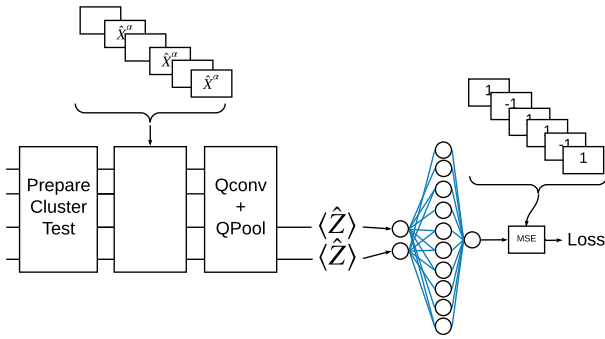 X̂^α
X̂^α
X̂^α
1
-1
1
1
-1
1
Prepare
Cluster
Test
Qconv
+
QPool
⟨Ẑ⟩
⟨Ẑ⟩
MSE
Loss